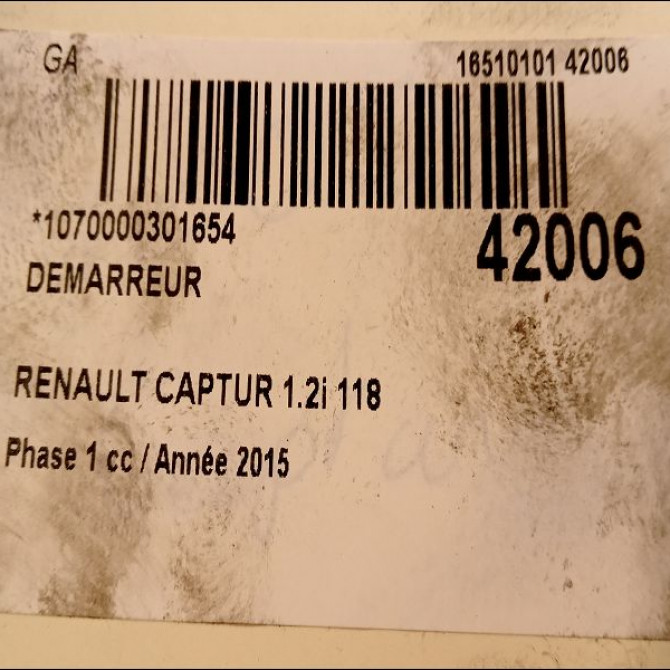 GA 16510101 42006
*1070000301654 42006
DEMARREUR
RENAULT CAPTUR 1.2i 118
Phase 1 cc / Année 2015